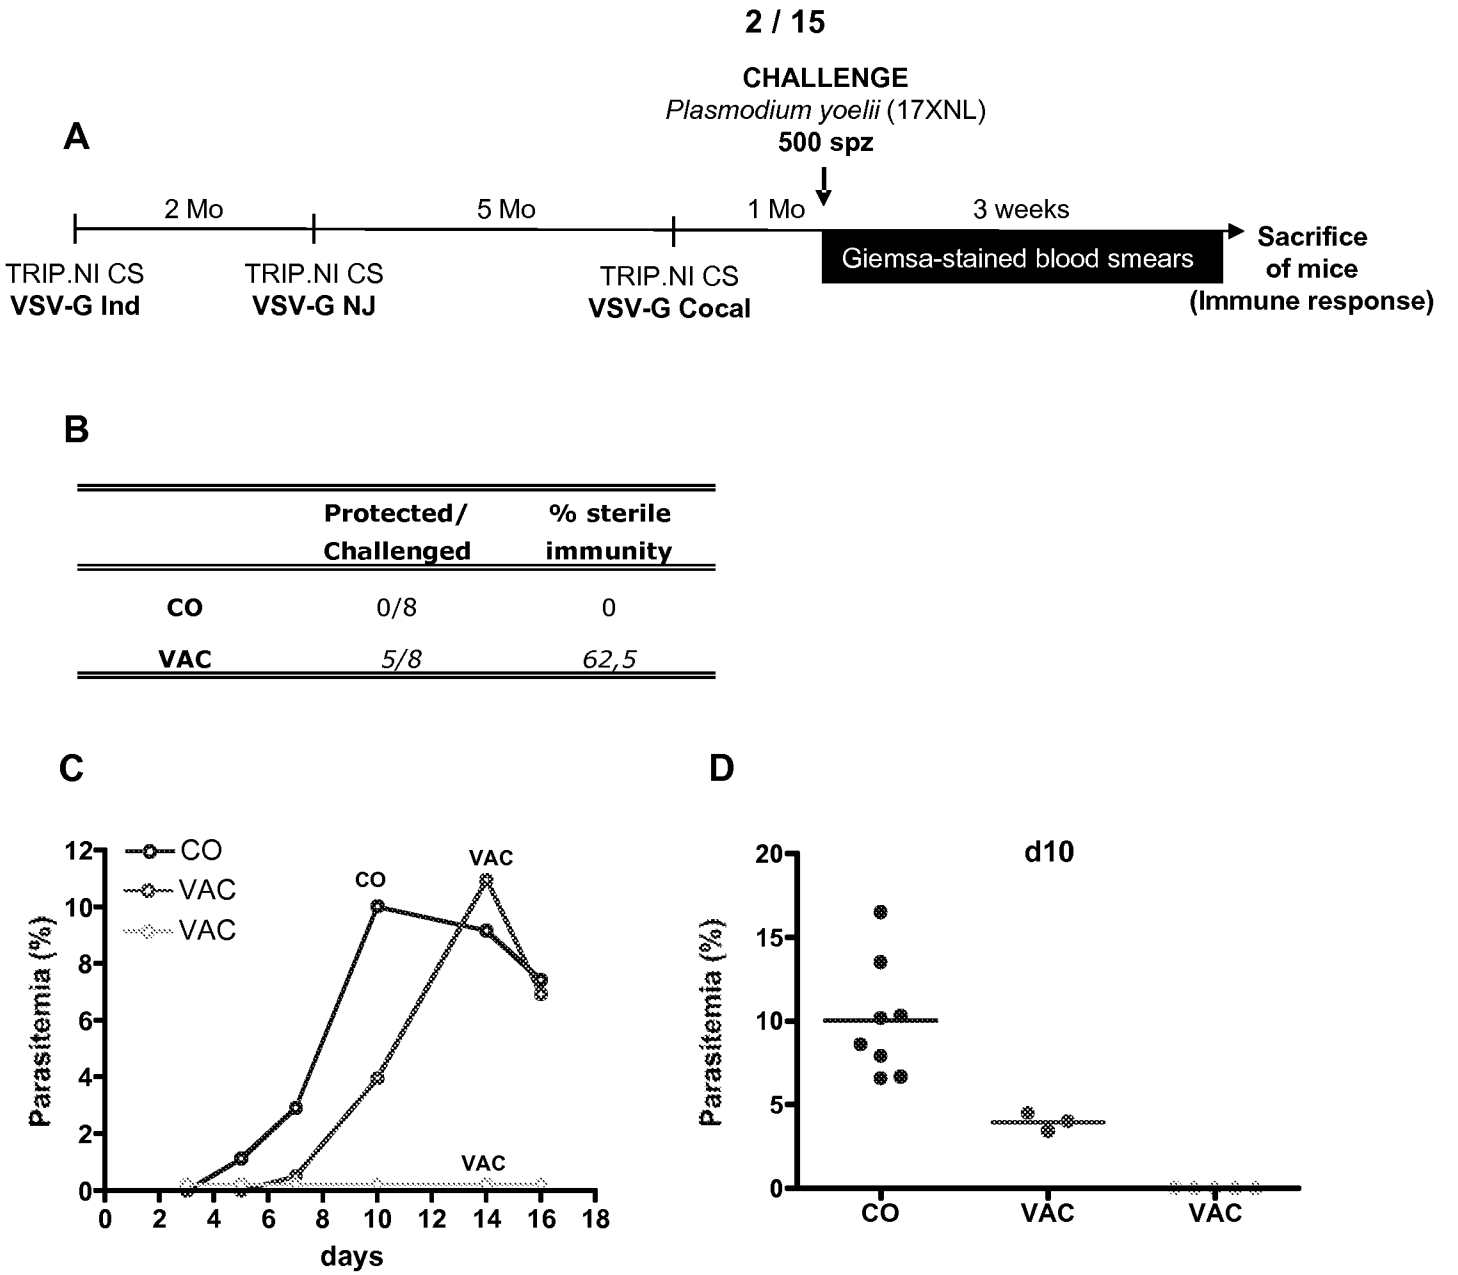 2 / 15
CHALLENGE
Plasmodium yoelii (17XNL)
500 spz
A
2 Mo 5 Mo 1 Mo 3 weeks
TRIP.NI CS
VSV-G Ind
TRIP.NI CS
VSV-G NJ
TRIP.NI CS
VSV-G Cocal
Giemsa-stained blood smears
Sacrifice
of mice
(Immune response)
B
Protected/
Challenged
% sterile
immunity
CO 0/8 0
VAC 5/8 62,5
C
CO
VAC
VAC
CO
VAC
VAC
Parasitemia (%)
12
10
8
6
4
2
0
0 2 4 6 8 10 12 14 16 18
days
D
d10
Parasitemia (%)
20
15
10
5
0
CO VAC VAC